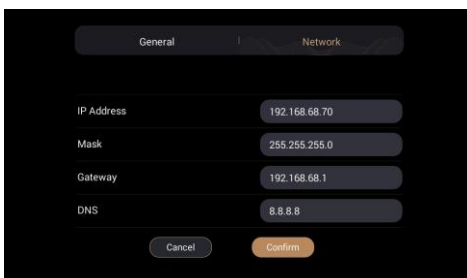 General Network
IP Address 192.168.68.70
Mask 255.255.255.0
Gateway 192.168.68.1
DNS 8.8.8.8
Cancel Confirm